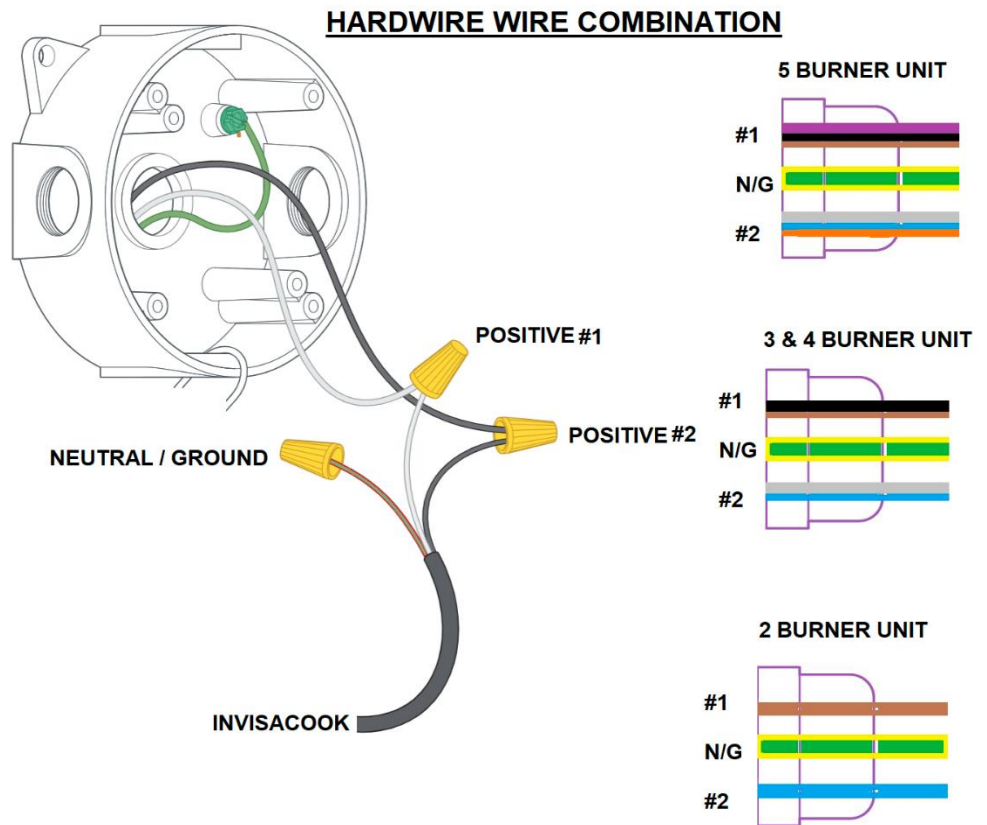 HARDWIRE WIRE COMBINATION
5 BURNER UNIT
#1
N/G
#2
POSITIVE #1
POSITIVE #2
NEUTRAL / GROUND
INVISACOOK
3 & 4 BURNER UNIT
#1
N/G
#2
2 BURNER UNIT
#1
N/G
#2